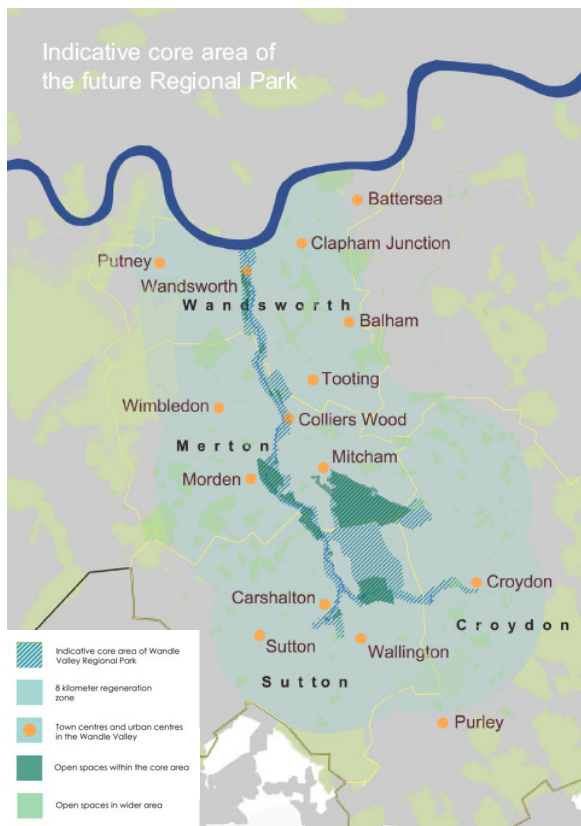 Indicative core area of
the future Regional Park
Battersea
Clapham Junction
Putney
Wandsworth
Wandsworth
Balham
Tooting
Wimbledon
Colliers Wood
Merton
Mitcham
Morden
Croydon
Carshalton
Croydon
Sutton
Wallington
Sutton
Purley
Indicative core area of Wandle
Valley Regional Park
8 kilometer regeneration
zone
Town centres and urban centres
in the Wandle Valley
Open spaces within the core area
Open spaces in wider area